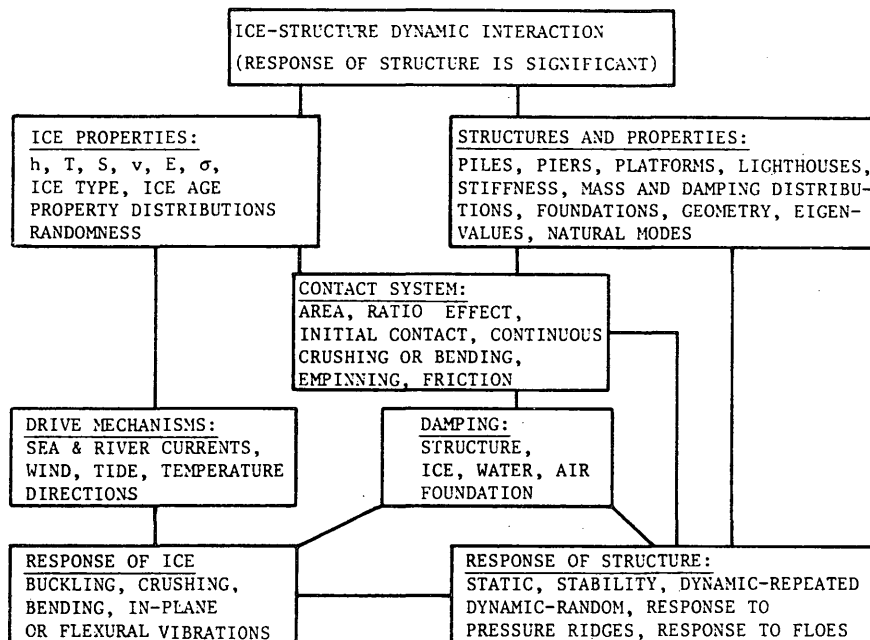 ICE-STRUCTURE DYNAMIC INTERACTION
(RESPONSE OF STRUCTURE IS SIGNIFICANT)
ICE PROPERTIES:
h, T, S, v, E, σ,
ICE TYPE, ICE AGE
PROPERTY DISTRIBUTIONS
RANDOMNESS
STRUCTURES AND PROPERTIES:
PILES, PIERS, PLATFORMS, LIGHTHOUSES,
STIFFNESS, MASS AND DAMPING DISTRIBU-
TIONS, FOUNDATIONS, GEOMETRY, EIGEN-
VALUES, NATURAL MODES
CONTACT SYSTEM:
AREA, RATIO EFFECT,
INITIAL CONTACT, CONTINUOUS
CRUSHING OR BENDING,
EMPINNING, FRICTION
DRIVE MECHANISMS:
SEA & RIVER CURRENTS,
WIND, TIDE, TEMPERATURE
DIRECTIONS
DAMPING:
STRUCTURE,
ICE, WATER, AIR
FOUNDATION
RESPONSE OF ICE
BUCKLING, CRUSHING,
BENDING, IN-PLANE
OR FLEXURAL VIBRATIONS
RESPONSE OF STRUCTURE:
STATIC, STABILITY, DYNAMIC-REPEATED
DYNAMIC-RANDOM, RESPONSE TO
PRESSURE RIDGES, RESPONSE TO FLOES